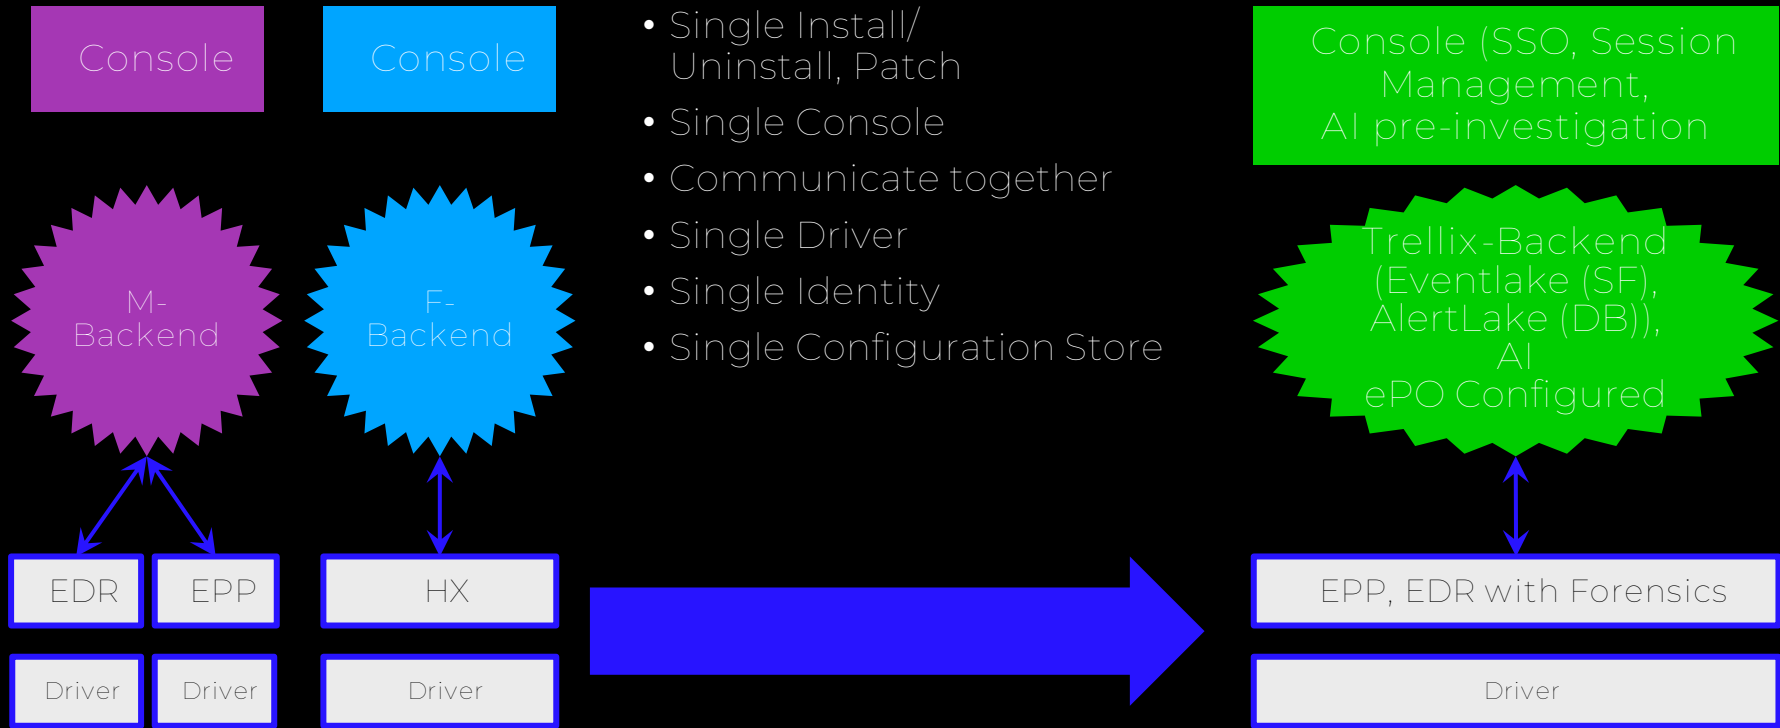 Console
Console
• Single Install/
Uninstall, Patch
• Single Console
• Communicate together
• Single Driver
• Single Identity
• Single Configuration Store
Console (SSO, Session
Management,
AI pre-investigation
M-
Backend
F-
Backend
Trellix-Backend
(Eventlake (SF),
AlertLake (DB)),
AI
ePO Configured
EDR
EPP
HX
EPP, EDR with Forensics
Driver
Driver
Driver
Driver